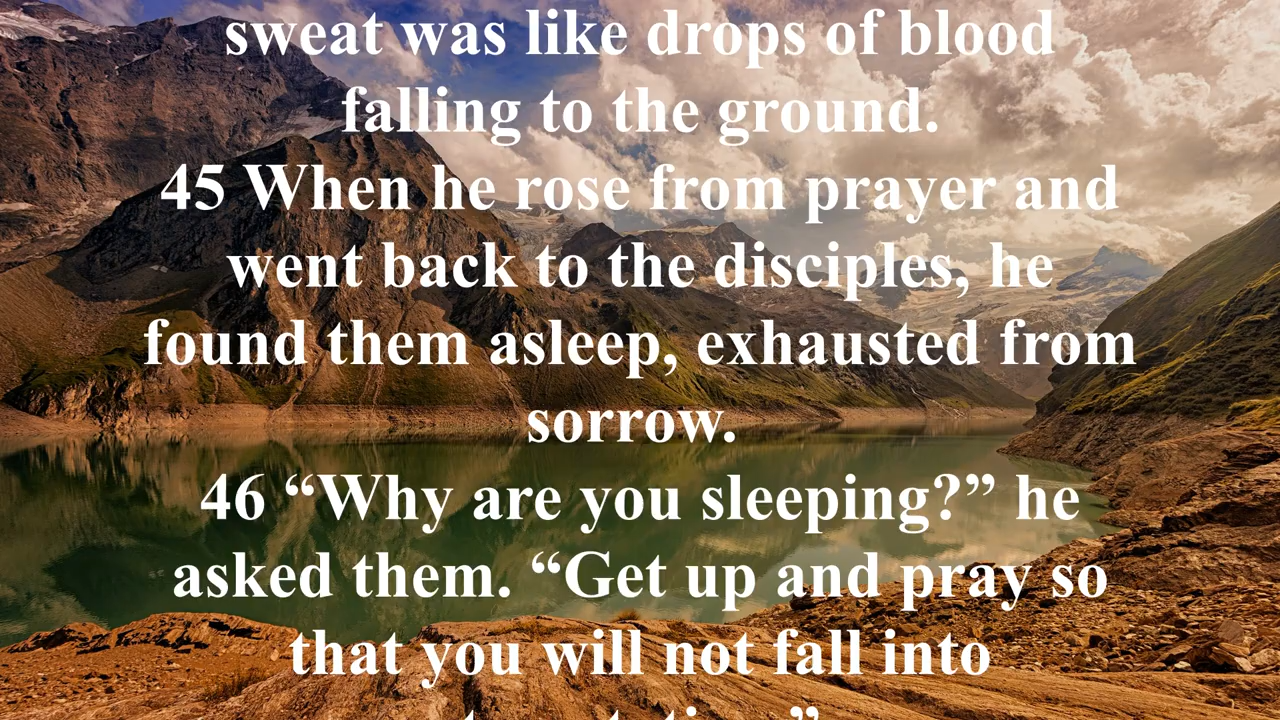 sweat was like drops of blood
falling to the ground.
45 When he rose from prayer and
went back to the disciples, he
found them asleep, exhausted from
sorrow.
46 “Why are you sleeping?” he
asked them. “Get up and pray so
that you will not fall into